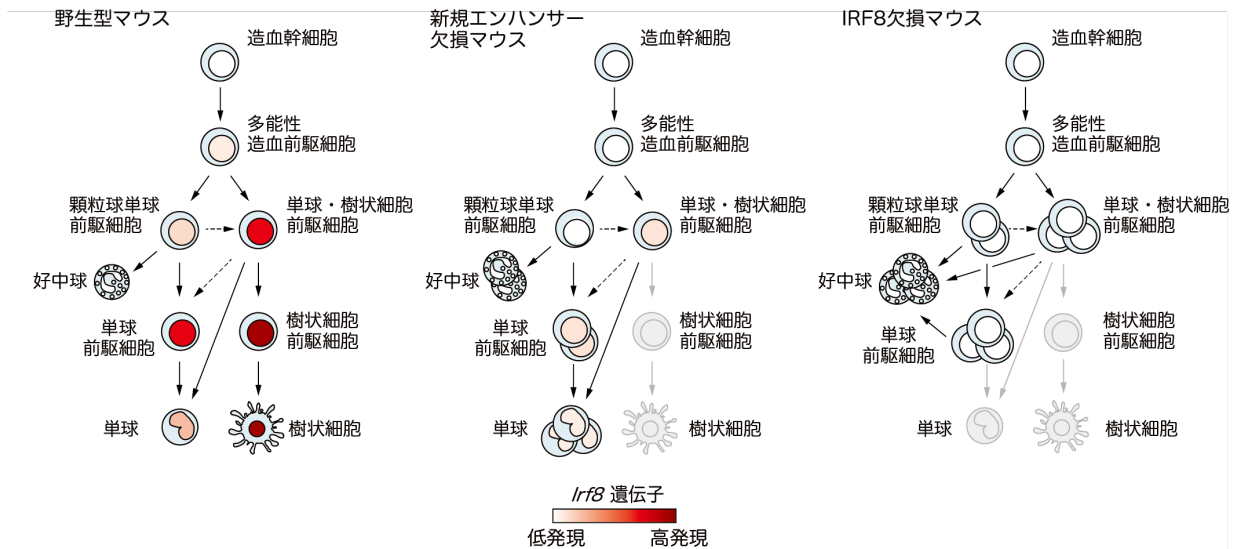 野生型マウス
造血幹細胞
多能性
造血前駆細胞
顆粒球単球
前駆細胞
単球・樹状細胞
前駆細胞
好中球
単球
前駆細胞
樹状細胞
前駆細胞
単球
樹状細胞
新規エンハンサー
欠損マウス
造血幹細胞
多能性
造血前駆細胞
顆粒球単球
前駆細胞
単球・樹状細胞
前駆細胞
好中球
単球
前駆細胞
樹状細胞
前駆細胞
単球
樹状細胞
IRF8欠損マウス
造血幹細胞
多能性
造血前駆細胞
顆粒球単球
前駆細胞
単球・樹状細胞
前駆細胞
好中球
単球
前駆細胞
樹状細胞
前駆細胞
単球
樹状細胞
Irf8 遺伝子
低発現
高発現